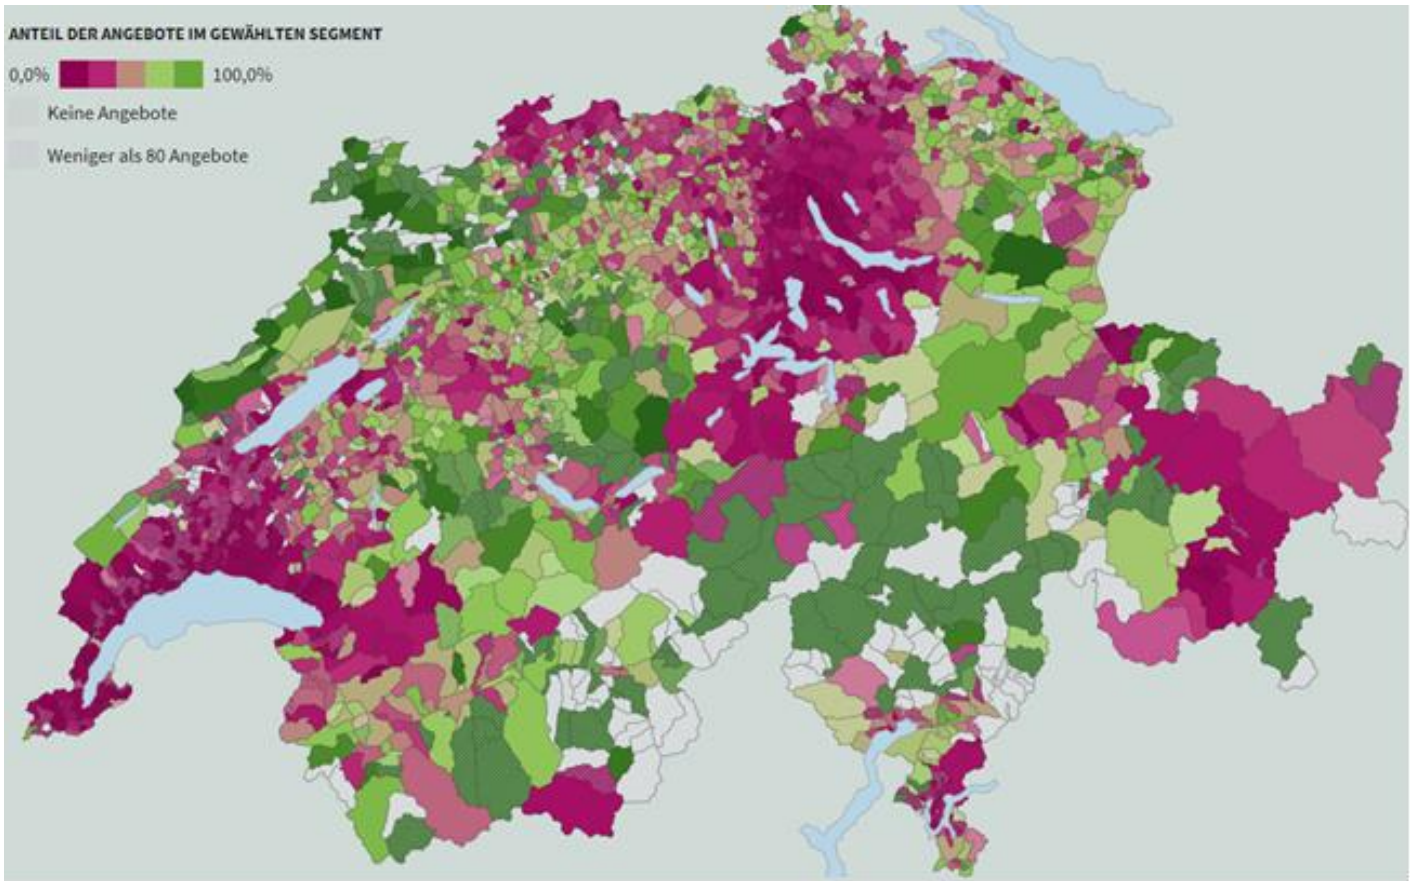 ANTEIL DER ANGEBOTE IM GEWÄHLTEN SEGMENT
0,0% 100,0%
Keine Angebote
Weniger als 80 Angebote